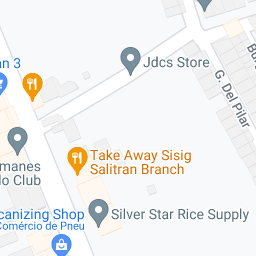 Jdcs Store
an 3
G. Del Pilar
manes
lo Club
Take Away Sisig
Salitran Branch
canizing Shop
Comércio de Pneu
Silver Star Rice Supply